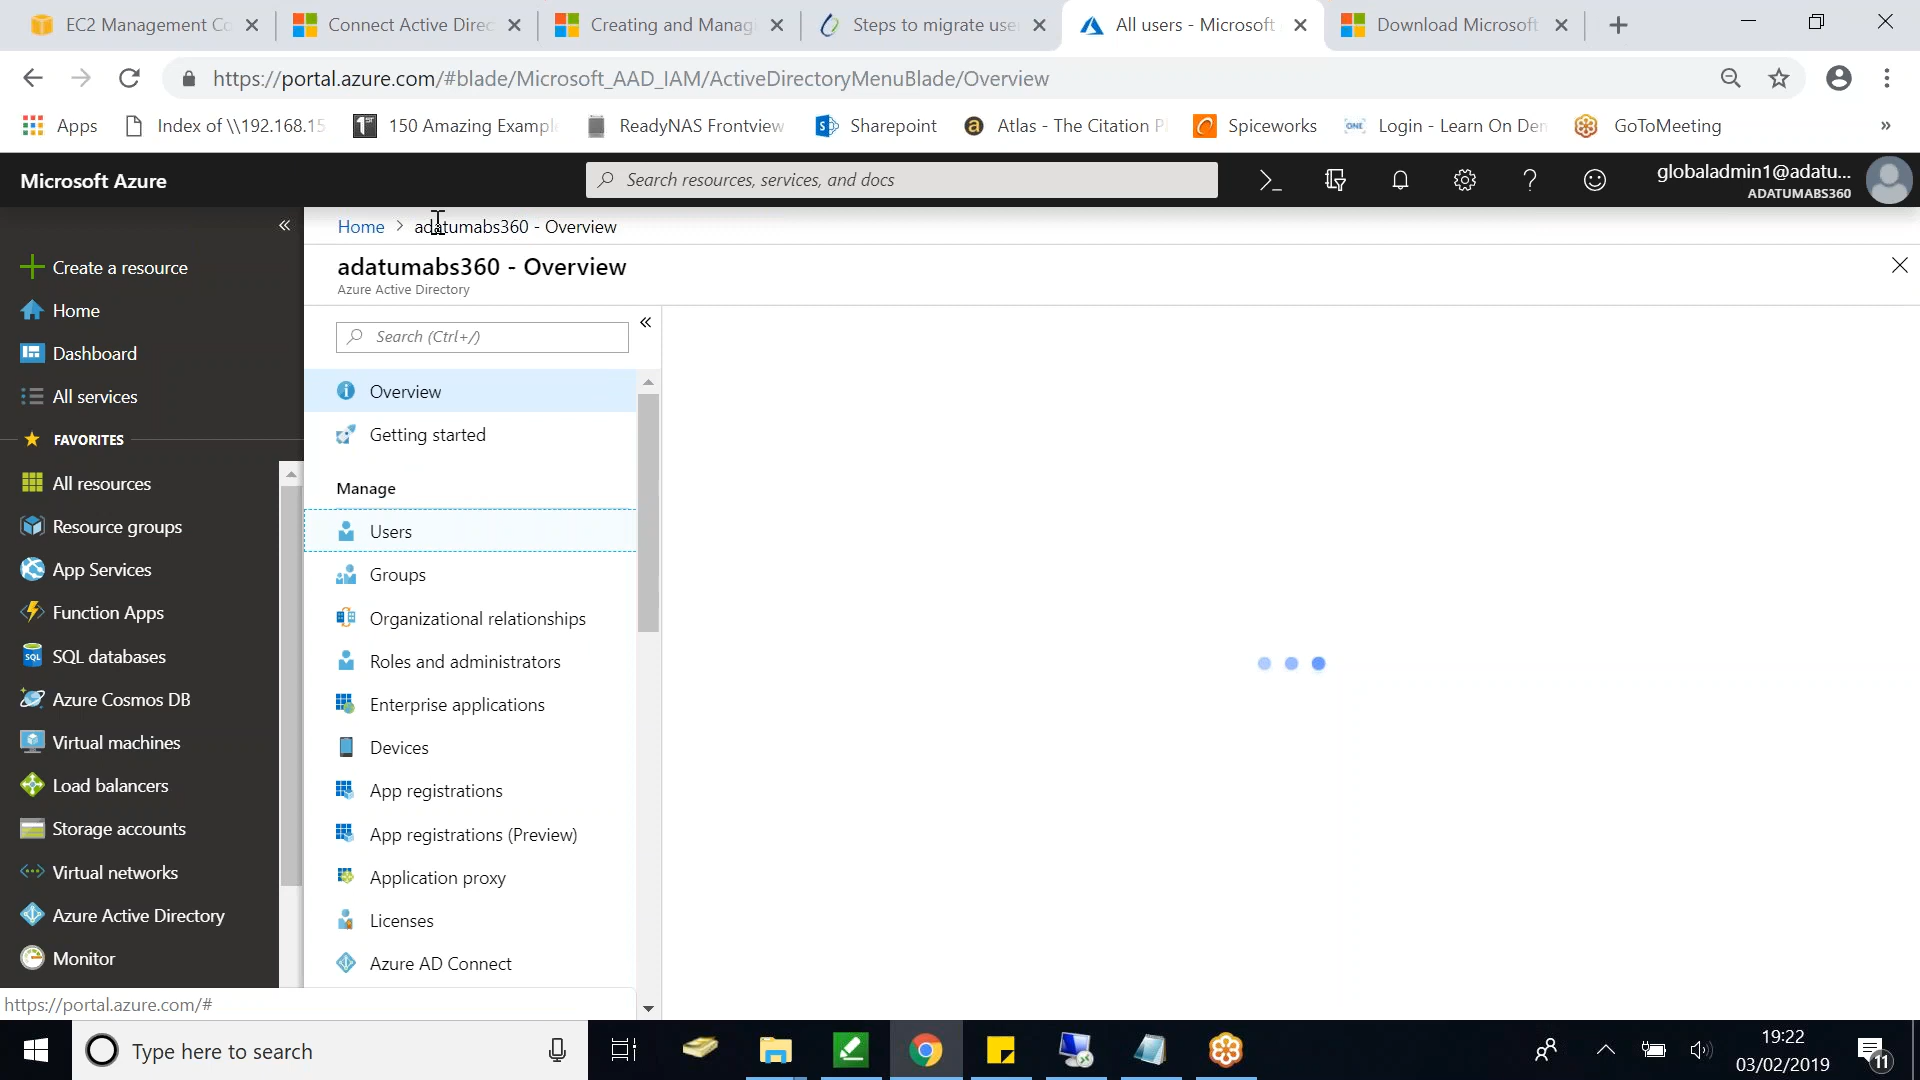 EC2 Management Co
Connect Active Direc
Creating and Managi
Steps to migrate use
All users - Microsoft
Download Microsoft
https://portal.azure.com/#blade/Microsoft_AAD_IAM/ActiveDirectoryMenuBlade/Overview
Apps
Index of \\192.168.15
1ST
150 Amazing Exampl
ReadyNAS Frontview
Sharepoint
Atlas - The Citation Pl
Spiceworks
ONE
Login - Learn On Den
GoToMeeting
»
Microsoft Azure
Search resources, services, and docs
globaladmin1@adatu...
ADATUMABS360
Home > adatumabs360 - Overview
adatumabs360 - Overview
Azure Active Directory
Create a resource
Home
Dashboard
All services
FAVORITES
All resources
Resource groups
App Services
Function Apps
SQL
SQL databases
Azure Cosmos DB
Virtual machines
Load balancers
Storage accounts
Virtual networks
Azure Active Directory
Monitor
Search (Ctrl+/)
Overview
Getting started
Manage
Users
Groups
Organizational relationships
Roles and administrators
Enterprise applications
Devices
App registrations
App registrations (Preview)
Application proxy
Licenses
Azure AD Connect
https://portal.azure.com/#
Type here to search
19:22
03/02/2019
11